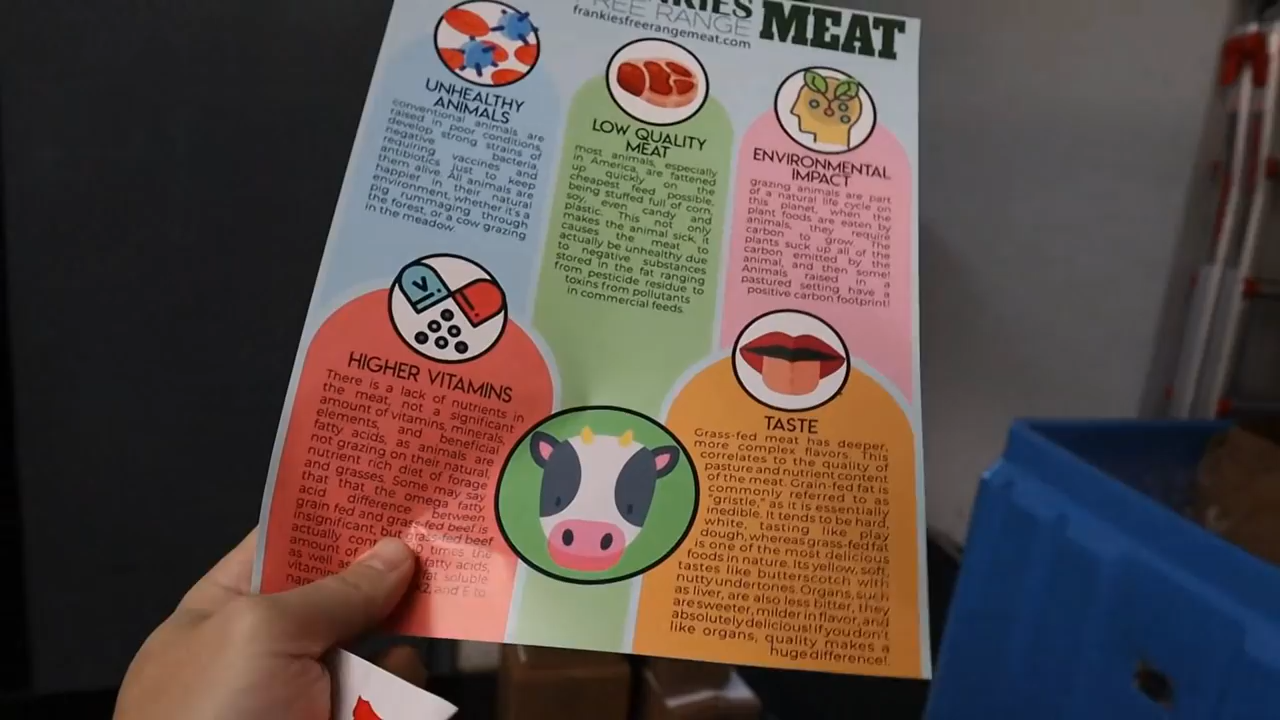 FREE RANGE
MEAT
frankiesfreerangemeat.com
UNHEALTHY
ANIMALS
conventional animals are
raised in poor conditions,
develop strong strains of
negative bacteria,
requiring vaccines and
antibiotics just to keep
them alive. All animals are
happier in their natural
environment, whether it's a
pig rummaging through
the forest, or a cow grazing
in the meadow.
LOW QUALITY
MEAT
most animals, especially
in America, are fattened
up quickly on the
cheapest feed possible,
being stuffed full of corn,
soy, even candy and
plastic. This not only
makes the animal sick, it
causes the meat to
actually be unhealthy due
to negative substances
stored in the fat ranging
from pesticide residue to
toxins from pollutants
in commercial feeds
ENVIRONMENTAL
IMPACT
grazing animals are part
of a natural life cycle on
this planet, when the
plant foods are eaten by
animals, they require
carbon to grow. The
plants suck up all of the
carbon emitted by the
animal, and then some!
Animals raised in a
pastured setting have a
positive carbon footprint!
HIGHER VITAMINS
There is a lack of nutrients in
the meat, not a significant
amount of vitamins, minerals,
elements, and beneficial
fatty acids, as animals are
not grazing on their natural,
nutrient rich diet of forage
and grasses. Some may say
that that the omega fatty
acid difference between
grain fed and grass-fed beef is
insignificant, but grass-fed beef
actually times the
amount of fatty acids,
as well as fat soluble
and E to
TASTE
Grass-fed meat has deeper,
more complex flavors. This
correlates to the quality of
pasture and nutrient content
of the meat. Grain-fed fat is
commonly referred to as
"gristle," as it is essentially
inedible. It tends to be hard,
white, tasting like play
dough, whereas grass-fed fat
is one of the most delicious
foods in nature. Its yellow, soft,
tastes like butterscotch with
nutty undertones. Organs, such
as liver, are also less bitter, they
are sweeter, milder in flavor, and
absolutely delicious! If you don't
like organs, quality makes a
huge difference!.